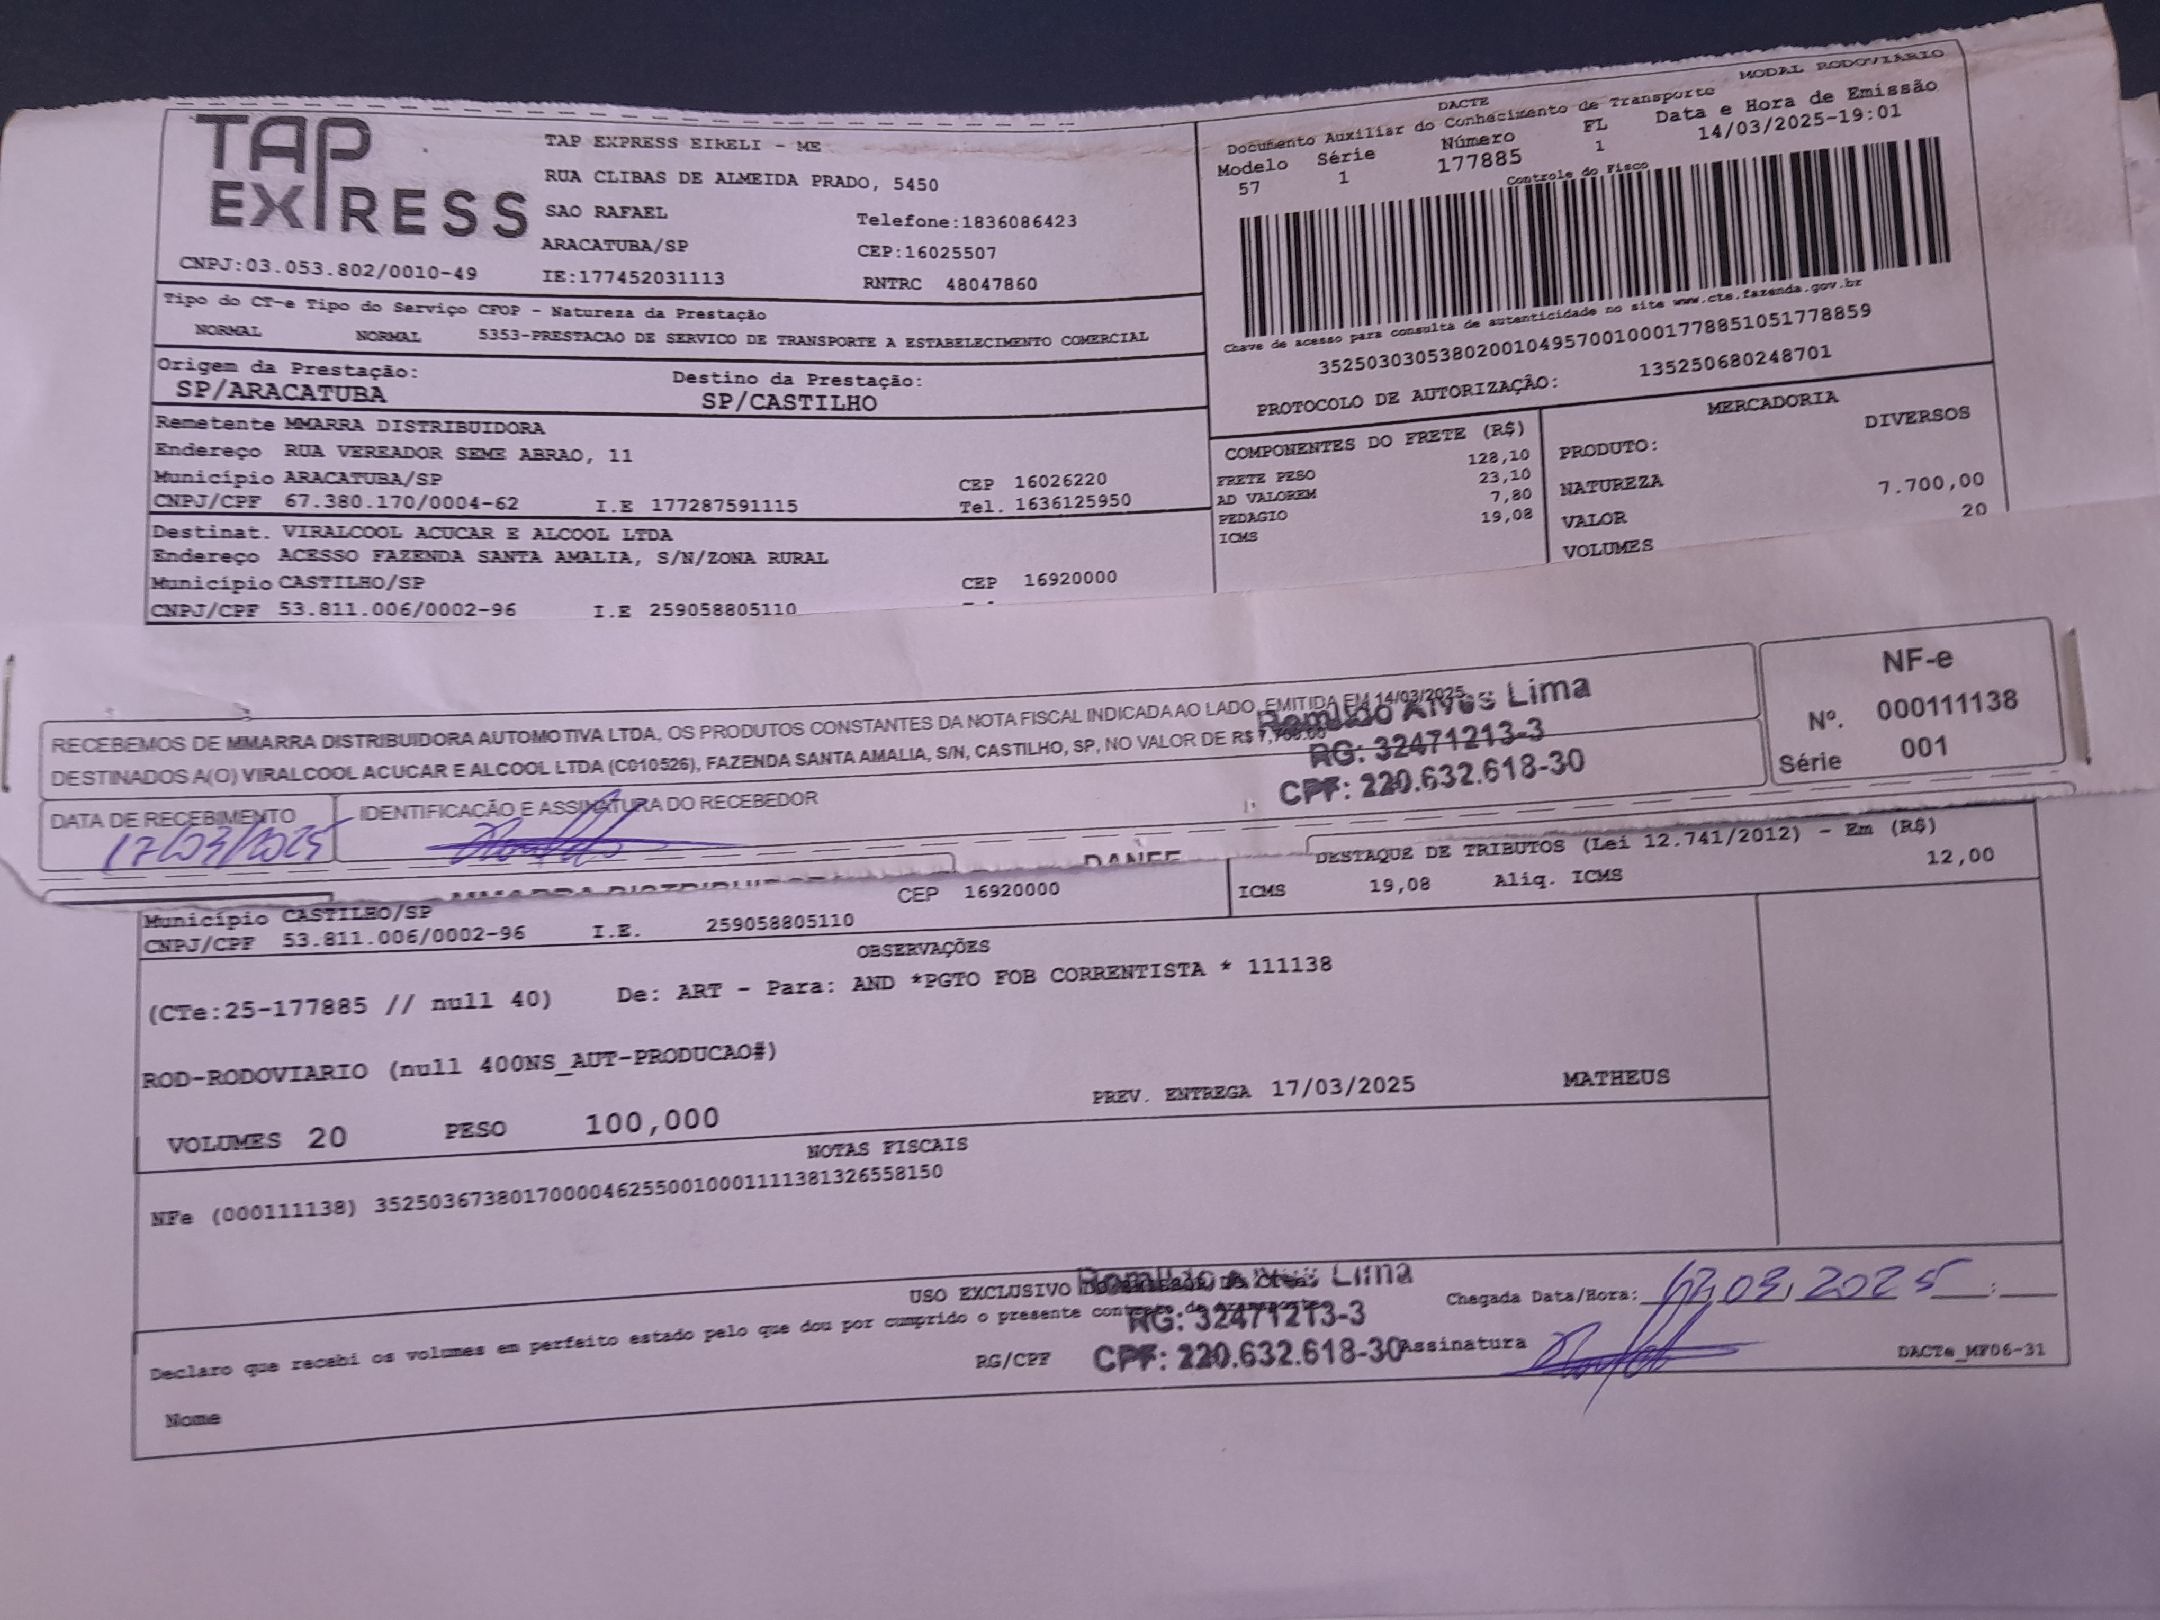 TAP
EXPRESS
TAP EXPRESS EIRELI - ME
RUA CLIBAS DE ALMEIDA PRADO, 5450
SAO RAFAEL Telefone:1836086423
ARACATUBA/SP CEP:16025507
CNPJ:03.053.802/0010-49 IE:177452031113 RNTRC 48047860
MODAL RODOVIÁRIO
DACTE
Documento Auxiliar do Conhecimento de Transporte
Modelo Série Número FL Data e Hora de Emissão
57 1 177885 1 14/03/2025-19:01
Controle do Fisco
Chave de acesso para consulta de autenticidade no site www.cte.fazenda.gov.br
35250303053802001049570010001778851051778859
PROTOCOLO DE AUTORIZAÇÃO: 135250680248701
Tipo do CT-e Tipo do Serviço CFOP - Natureza da Prestação
NORMAL NORMAL 5353-PRESTACAO DE SERVICO DE TRANSPORTE A ESTABELECIMENTO COMERCIAL
Origem da Prestação: Destino da Prestação:
SP/ARACATUBA SP/CASTILHO
Remetente MMARRA DISTRIBUIDORA
Endereço RUA VEREADOR SEME ABRAO, 11
Município ARACATUBA/SP CEP 16026220
CNPJ/CPF 67.380.170/0004-62 I.E 177287591115 Tel. 1636125950
Destinat. VIRALCOOL ACUCAR E ALCOOL LTDA
Endereço ACESSO FAZENDA SANTA AMALIA, S/N/ZONA RURAL
Município CASTILHO/SP CEP 16920000
CNPJ/CPF 53.811.006/0002-96 I.E 259058805110
COMPONENTES DO FRETE (R$)
FRETE PESO 128,10
AD VALOREM 23,10
PEDAGIO 7,80
ICMS 19,08
MERCADORIA
PRODUTO: DIVERSOS
NATUREZA
VALOR 7.700,00
VOLUMES 20
RECEBEMOS DE MMARRA DISTRIBUIDORA AUTOMOTIVA LTDA, OS PRODUTOS CONSTANTES DA NOTA FISCAL INDICADA AO LADO, EMITIDA EM 14/03/2025
DESTINADOS A(O) VIRALCOOL ACUCAR E ALCOOL LTDA (C010526), FAZENDA SANTA AMALIA, S/N, CASTILHO, SP, NO VALOR DE R$
Romildo Alves Lima
RG: 32471213-3
CPF: 220.632.618-30
NF-e
Nº. 000111138
Série 001
DATA DE RECEBIMENTO IDENTIFICAÇÃO E ASSINATURA DO RECEBEDOR
17/03/2025
DANFE
DESTAQUE DE TRIBUTOS (Lei 12.741/2012) - Em (R$)
ICMS 19,08 Aliq. ICMS 12,00
Município CASTILHO/SP CEP 16920000
CNPJ/CPF 53.811.006/0002-96 I.E. 259058805110
OBSERVAÇÕES
(CTe:25-177885 // null 40) De: ART - Para: AND *PGTO FOB CORRENTISTA * 111138
ROD-RODOVIARIO (null 400NS_AUT-PRODUCAO#)
PREV. ENTREGA 17/03/2025 MATHEUS
VOLUMES 20 PESO 100,000
NOTAS FISCAIS
NFe (000111138) 35250367380170000462550010001111381326558150
USO EXCLUSIVO
Romildo Alves Lima
RG: 32471213-3
CPF: 220.632.618-30
Declaro que recebi os volumes em perfeito estado pelo que dou por cumprido o presente contrato de transporte
Chegada Data/Hora: 17,03,2025 :
Nome RG/CPF Assinatura DACTe_MF06-31